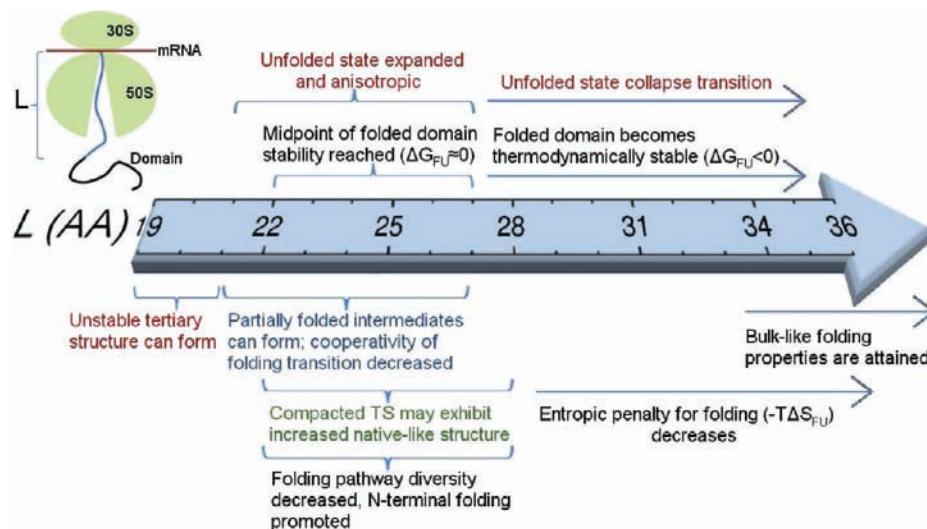 30S
mRNA
L
50S
Domain
Unfolded state expanded
and anisotropic
Unfolded state collapse transition
Midpoint of folded domain
stability reached (ΔG_FU≈0)
Folded domain becomes
thermodynamically stable (ΔG_FU<0)
L (AA) 19 22 25 28 31 34 36
Unstable tertiary
structure can form
Partially folded intermediates
can form; cooperativity of
folding transition decreased
Bulk-like folding
properties are attained
Compacted TS may exhibit
increased native-like structure
Entropic penalty for folding (-TΔS_FU)
decreases
Folding pathway diversity
decreased, N-terminal folding
promoted